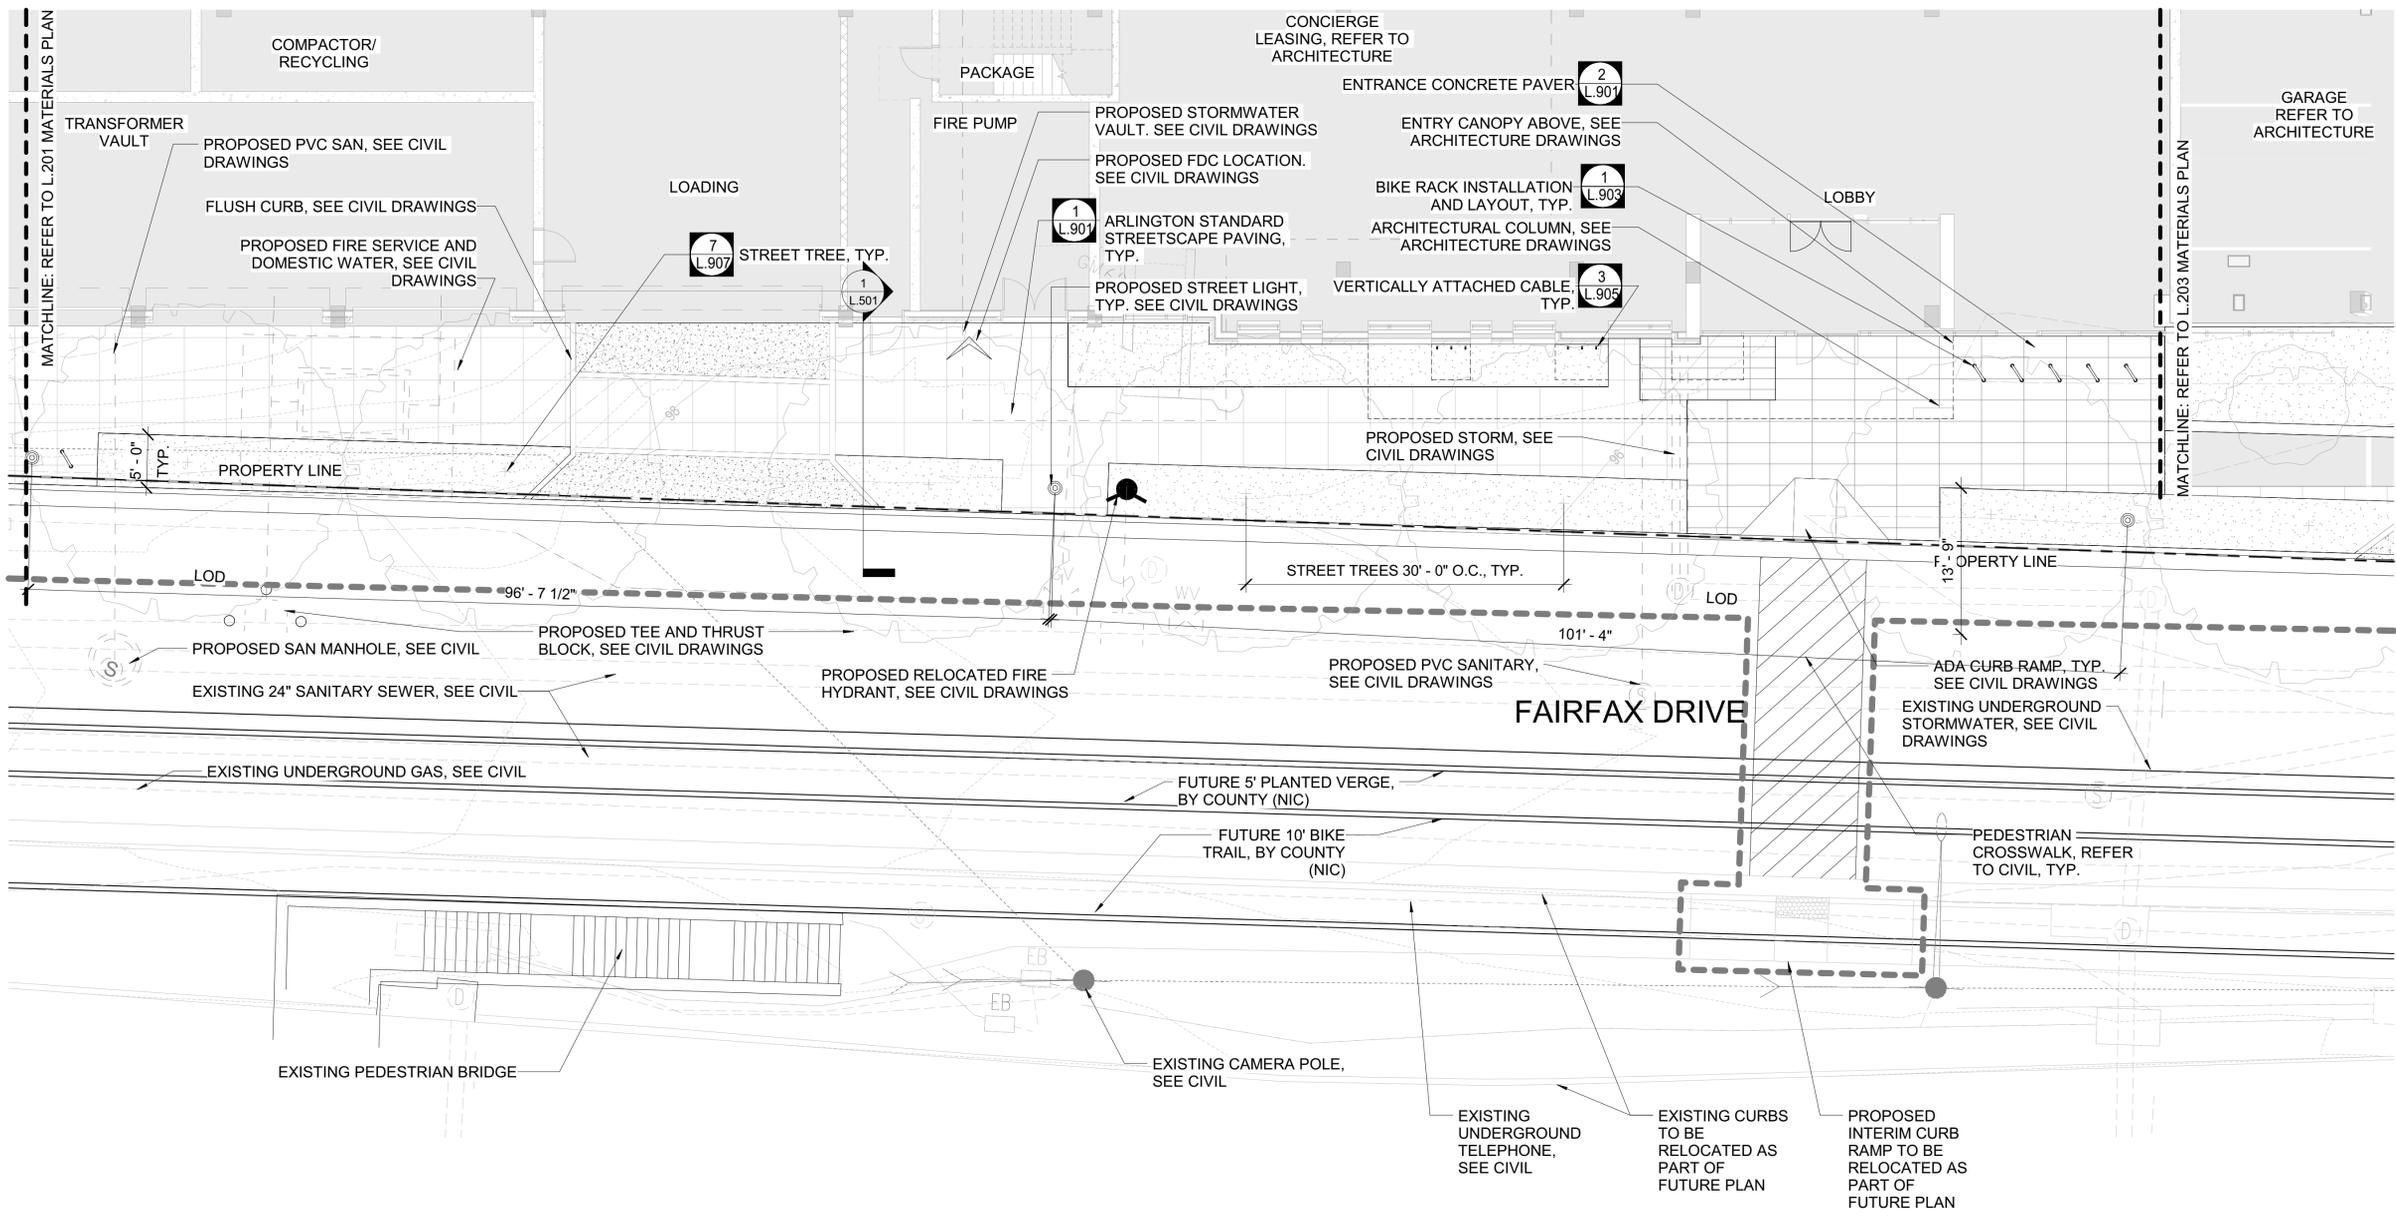 MATCHLINE: REFER TO L.201 MATERIALS PLAN
COMPACTOR/
RECYCLING
TRANSFORMER
VAULT
PROPOSED PVC SAN, SEE CIVIL
DRAWINGS
FLUSH CURB, SEE CIVIL DRAWINGS
PROPOSED FIRE SERVICE AND
DOMESTIC WATER, SEE CIVIL
DRAWINGS
LOADING
7
L.907
STREET TREE, TYP.
1
L.501
PACKAGE
FIRE PUMP
PROPOSED STORMWATER
VAULT. SEE CIVIL DRAWINGS
PROPOSED FDC LOCATION.
SEE CIVIL DRAWINGS
1
L.901
ARLINGTON STANDARD
STREETSCAPE PAVING,
TYP.
PROPOSED STREET LIGHT,
TYP. SEE CIVIL DRAWINGS
CONCIERGE
LEASING, REFER TO
ARCHITECTURE
ENTRANCE CONCRETE PAVER
2
L.901
ENTRY CANOPY ABOVE, SEE
ARCHITECTURE DRAWINGS
BIKE RACK INSTALLATION
AND LAYOUT, TYP.
1
L.903
ARCHITECTURAL COLUMN, SEE
ARCHITECTURE DRAWINGS
VERTICALLY ATTACHED CABLE,
TYP.
3
L.905
LOBBY
MATCHLINE: REFER TO L.203 MATERIALS PLAN
GARAGE
REFER TO
ARCHITECTURE
98
96
5' - 0"
TYP.
PROPERTY LINE
PROPOSED STORM, SEE
CIVIL DRAWINGS
STREET TREES 30' - 0" O.C., TYP.
13' - 9"
PROPERTY LINE
LOD
96' - 7 1/2"
D
WV
D
LOD
D
101' - 4"
PROPOSED SAN MANHOLE, SEE CIVIL
S
PROPOSED TEE AND THRUST
BLOCK, SEE CIVIL DRAWINGS
EXISTING 24" SANITARY SEWER, SEE CIVIL
PROPOSED RELOCATED FIRE
HYDRANT, SEE CIVIL DRAWINGS
PROPOSED PVC SANITARY,
SEE CIVIL DRAWINGS
S
FAIRFAX DRIVE
ADA CURB RAMP, TYP.
SEE CIVIL DRAWINGS
EXISTING UNDERGROUND
STORMWATER, SEE CIVIL
DRAWINGS
EXISTING UNDERGROUND GAS, SEE CIVIL
FUTURE 5' PLANTED VERGE,
BY COUNTY (NIC)
S
FUTURE 10' BIKE
TRAIL, BY COUNTY
(NIC)
PEDESTRIAN
CROSSWALK, REFER
TO CIVIL, TYP.
D
EB
EB
D
EXISTING PEDESTRIAN BRIDGE
EXISTING CAMERA POLE,
SEE CIVIL
EXISTING
UNDERGROUND
TELEPHONE,
SEE CIVIL
EXISTING CURBS
TO BE
RELOCATED AS
PART OF
FUTURE PLAN
PROPOSED
INTERIM CURB
RAMP TO BE
RELOCATED AS
PART OF
FUTURE PLAN